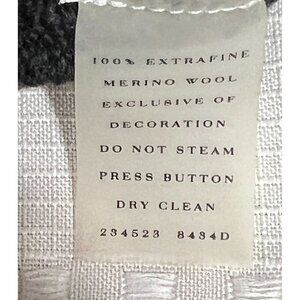 100% EXTRAFINE
MERINO WOOL
EXCLUSIVE OF
DECORATION
DO NOT STEAM
PRESS BUTTON
DRY CLEAN
234523 8434D